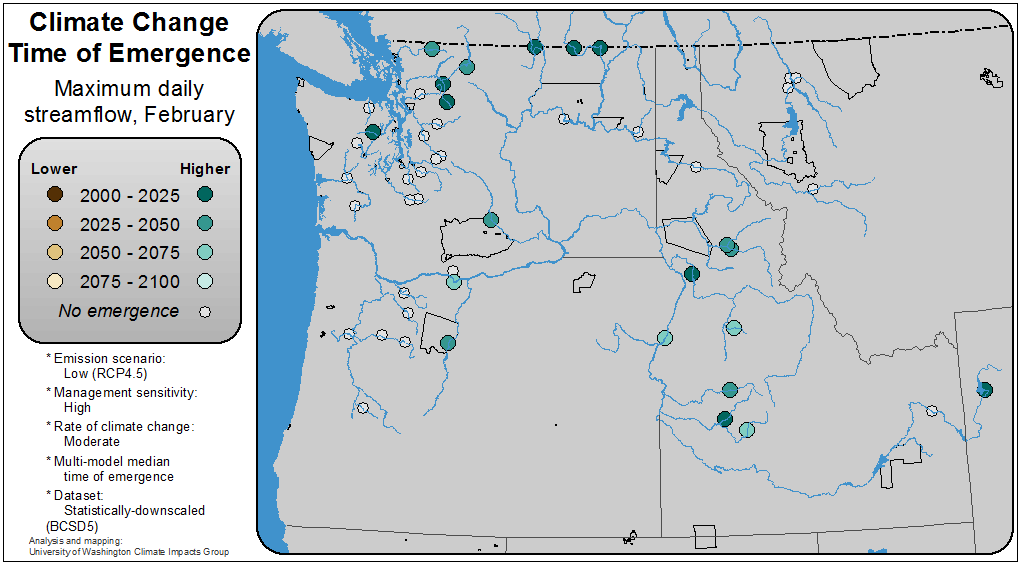 Climate Change
Time of Emergence
Maximum daily
streamflow, February
Lower Higher
2000 - 2025
2025 - 2050
2050 - 2075
2075 - 2100
No emergence
* Emission scenario:
Low (RCP4.5)
* Management sensitivity:
High
* Rate of climate change:
Moderate
* Multi-model median
time of emergence
* Dataset:
Statistically-downscaled
(BCSD5)
Analysis and mapping:
University of Washington Climate Impacts Group